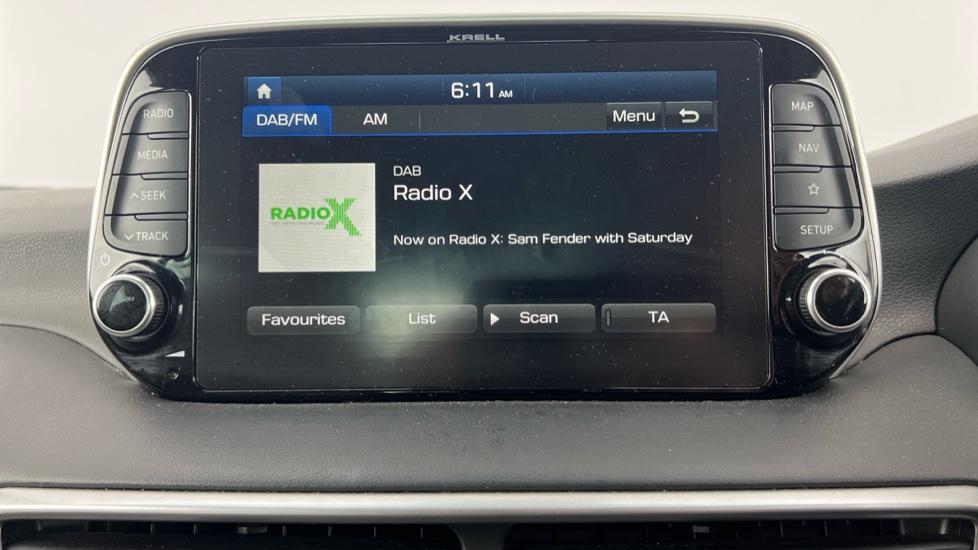 KRELL
RADIO
MEDIA
SEEK
TRACK
6:11 AM
DAB/FM
AM
Menu
RADIO X
DAB
Radio X
Now on Radio X: Sam Fender with Saturday
Favourites
List
Scan
TA
MAP
NAV
SETUP